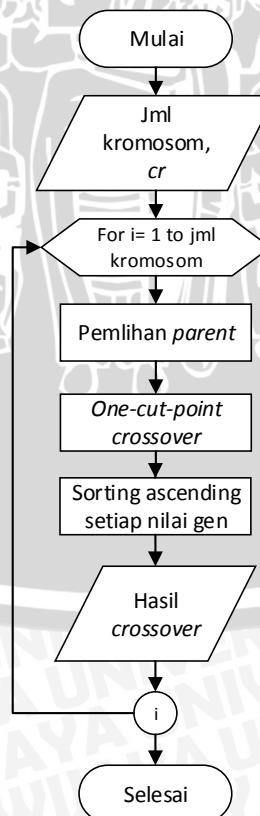 Mulai
Jml
kromosom,
cr
For i= 1 to jml
kromosom
Pemlihan parent
One-cut-point
crossover
Sorting ascending
setiap nilai gen
Hasil
crossover
i
Selesai